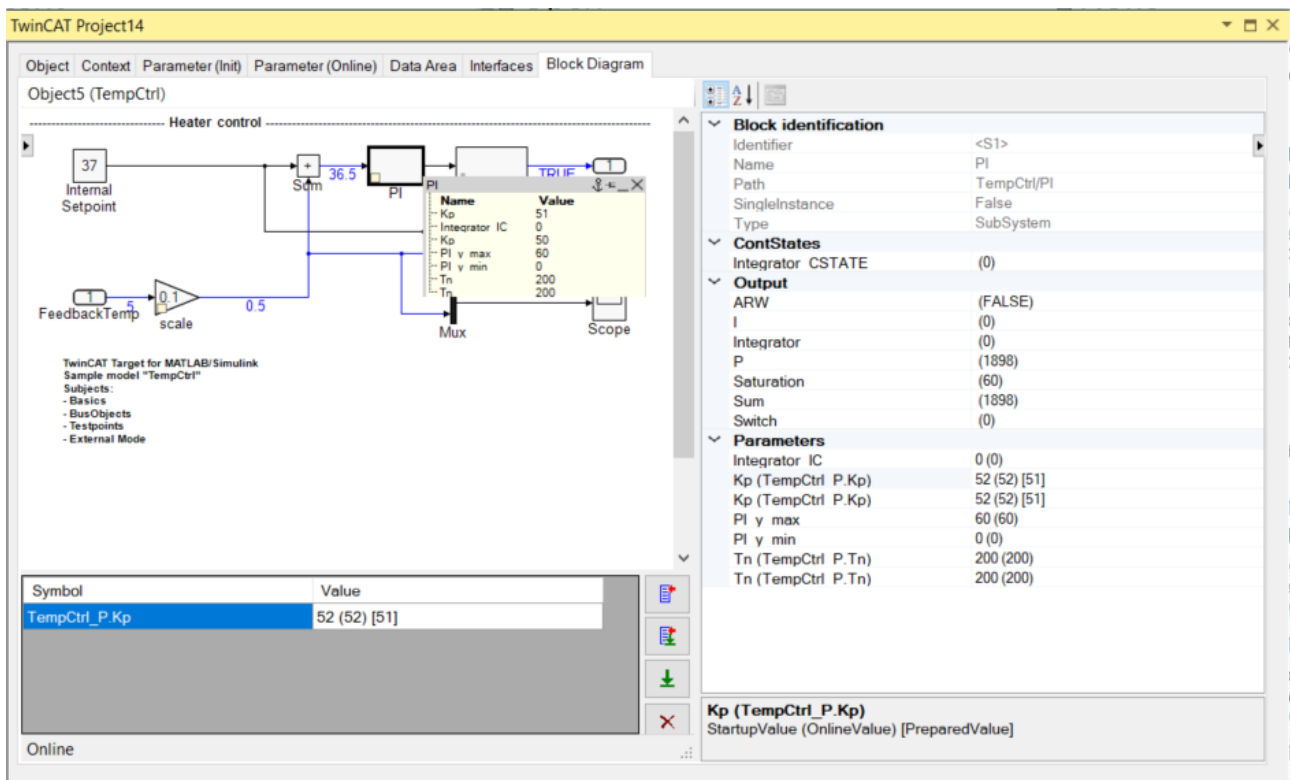 TwinCAT Project14
Object Context Parameter (Init) Parameter (Online) Data Area Interfaces Block Diagram
Object5 (TempCtrl)
Heater control
37
Internal
Setpoint
+
Sum
36.5
PI
TRUE
1
PI
Name Value
Kp 51
Integrator IC 0
Kp 50
PI y max 60
PI y min 0
Tn 200
Tn 200
1
FeedbackTemp
5
0.1
scale
0.5
Mux
Scope
TwinCAT Target for MATLAB/Simulink
Sample model "TempCtrl"
Subjects:
- Basics
- BusObjects
- Testpoints
- External Mode
Symbol Value
TempCtrl_P.Kp 52 (52) [51]
Online
Block identification
Identifier <S1>
Name PI
Path TempCtrl/PI
SingleInstance False
Type SubSystem
ContStates
Integrator CSTATE (0)
Output
ARW (FALSE)
I (0)
Integrator (0)
P (1898)
Saturation (60)
Sum (1898)
Switch (0)
Parameters
Integrator IC 0 (0)
Kp (TempCtrl P.Kp) 52 (52) [51]
Kp (TempCtrl P.Kp) 52 (52) [51]
PI y max 60 (60)
PI y min 0 (0)
Tn (TempCtrl P.Tn) 200 (200)
Tn (TempCtrl P.Tn) 200 (200)
Kp (TempCtrl_P.Kp)
StartupValue (OnlineValue) [PreparedValue]